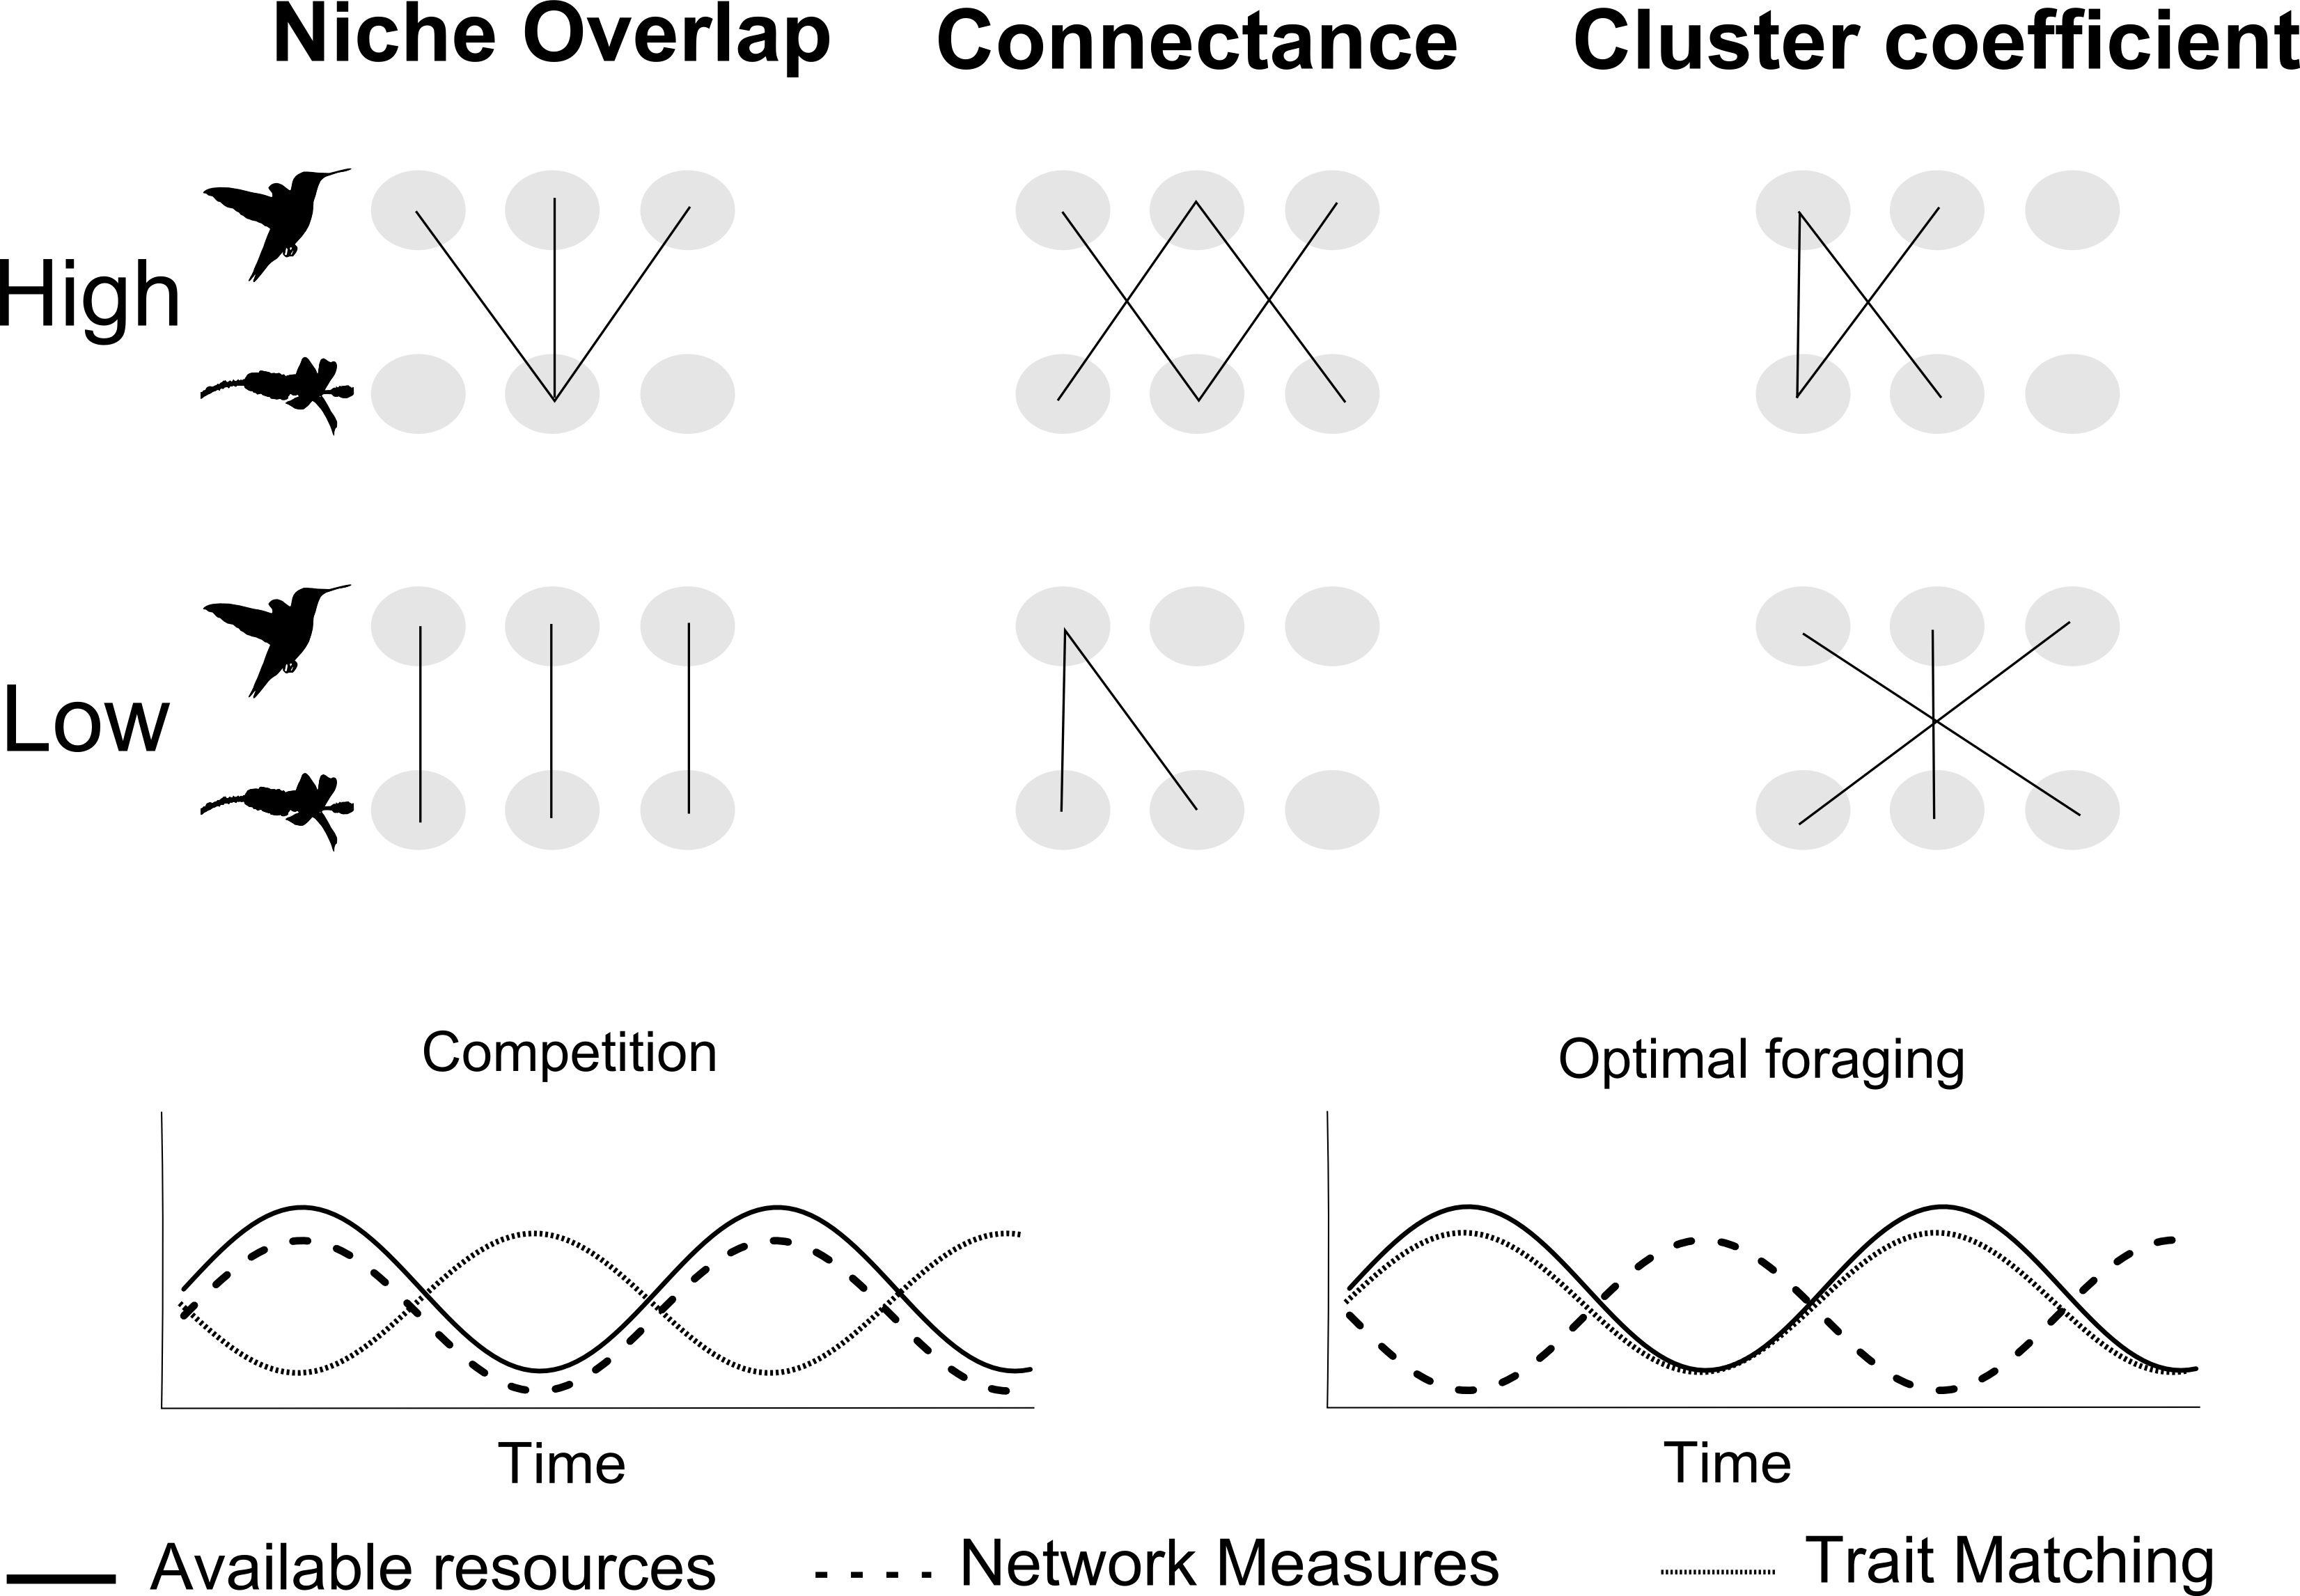 Niche Overlap Connectance Cluster coefficient
High
Low
Competition Optimal foraging
Time Time
Available resources Network Measures Trait Matching